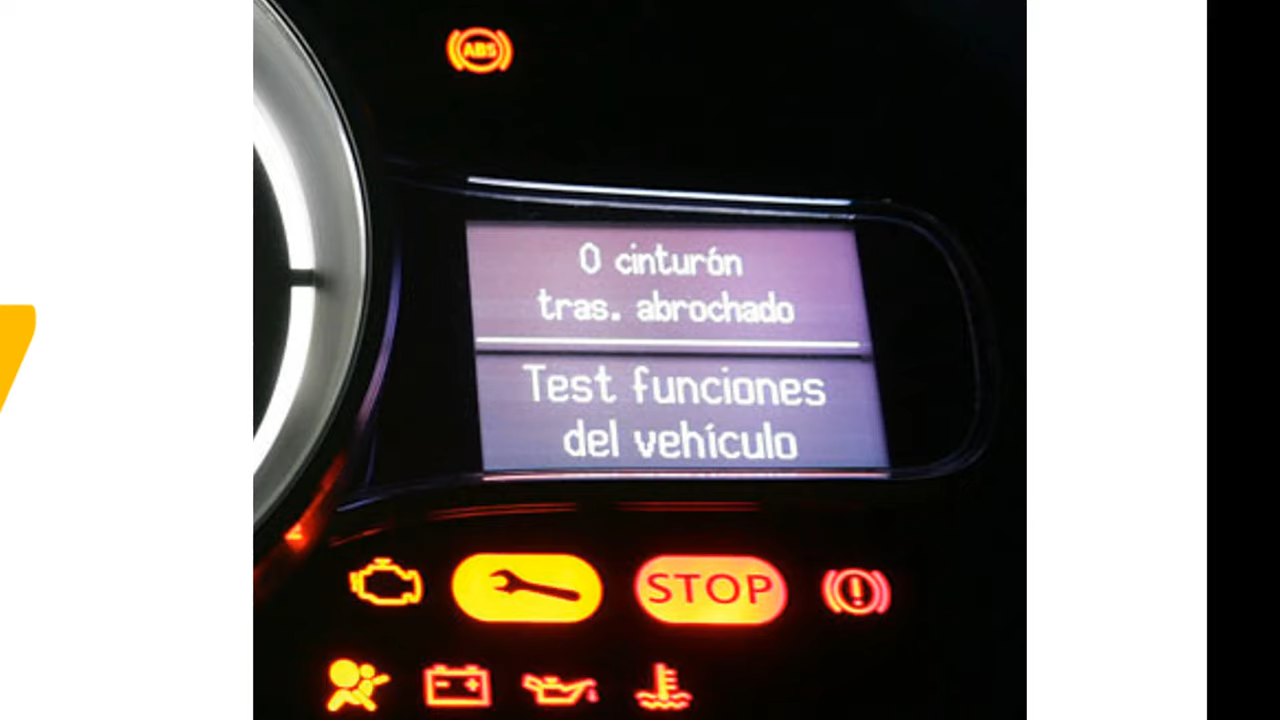 ABS
0 cinturón
tras. abrochado
Test funciones
del vehículo
STOP